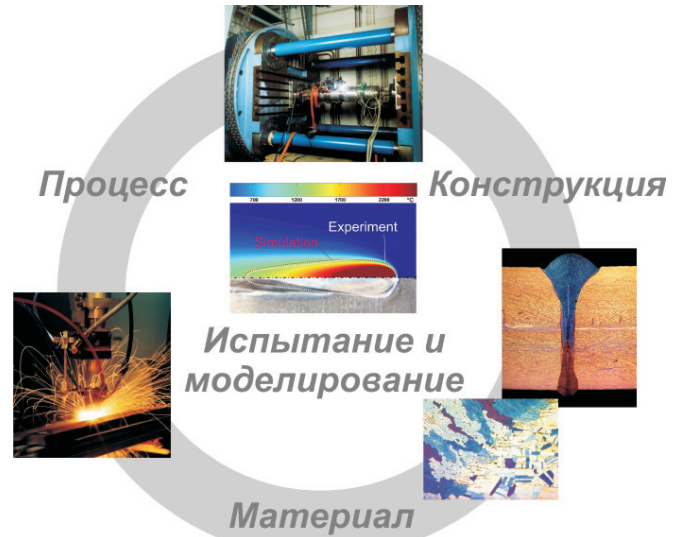 Процесс
Конструкция
700 1200 1700 2200 °C
Experiment
Simulation
Испытание и
моделирование
Материал